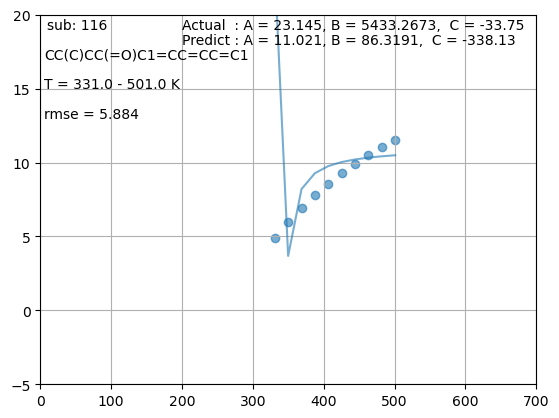 sub: 116
Actual  : A = 23.145, B = 5433.2673,  C = -33.75
Predict : A = 11.021, B = 86.3191,  C = -338.13
CC(C)CC(=O)C1=CC=CC=C1
T = 331.0 - 501.0 K
rmse = 5.884
20
15
10
5
0
−5
0 100 200 300 400 500 600 700